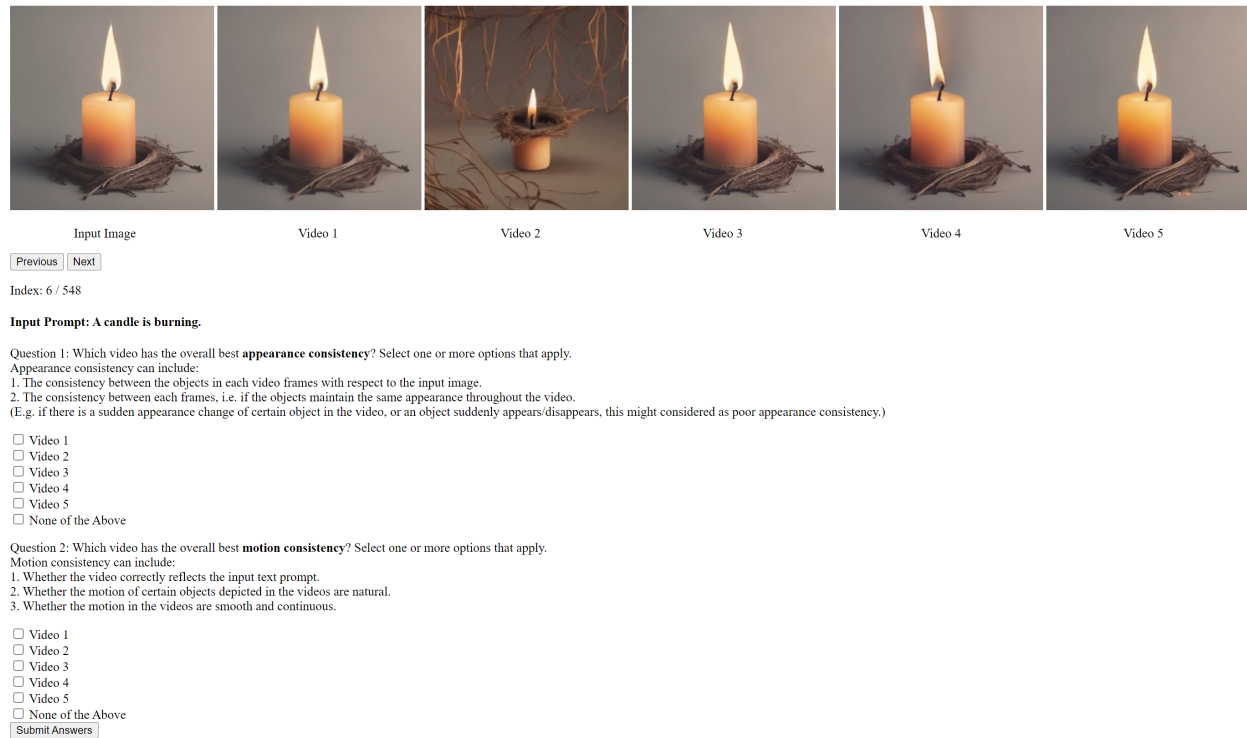 Input Image
Video 1
Video 2
Video 3
Video 4
Video 5
Previous
Next
Index: 6 / 548
Input Prompt: A candle is burning.
Question 1: Which video has the overall best appearance consistency? Select one or more options that apply.
Appearance consistency can include:
1. The consistency between the objects in each video frames with respect to the input image.
2. The consistency between each frames, i.e. if the objects maintain the same appearance throughout the video.
(E.g. if there is a sudden appearance change of certain object in the video, or an object suddenly appears/disappears, this might considered as poor appearance consistency.)
Video 1
Video 2
Video 3
Video 4
Video 5
None of the Above
Question 2: Which video has the overall best motion consistency? Select one or more options that apply.
Motion consistency can include:
1. Whether the video correctly reflects the input text prompt.
2. Whether the motion of certain objects depicted in the videos are natural.
3. Whether the motion in the videos are smooth and continuous.
Video 1
Video 2
Video 3
Video 4
Video 5
None of the Above
Submit Answers